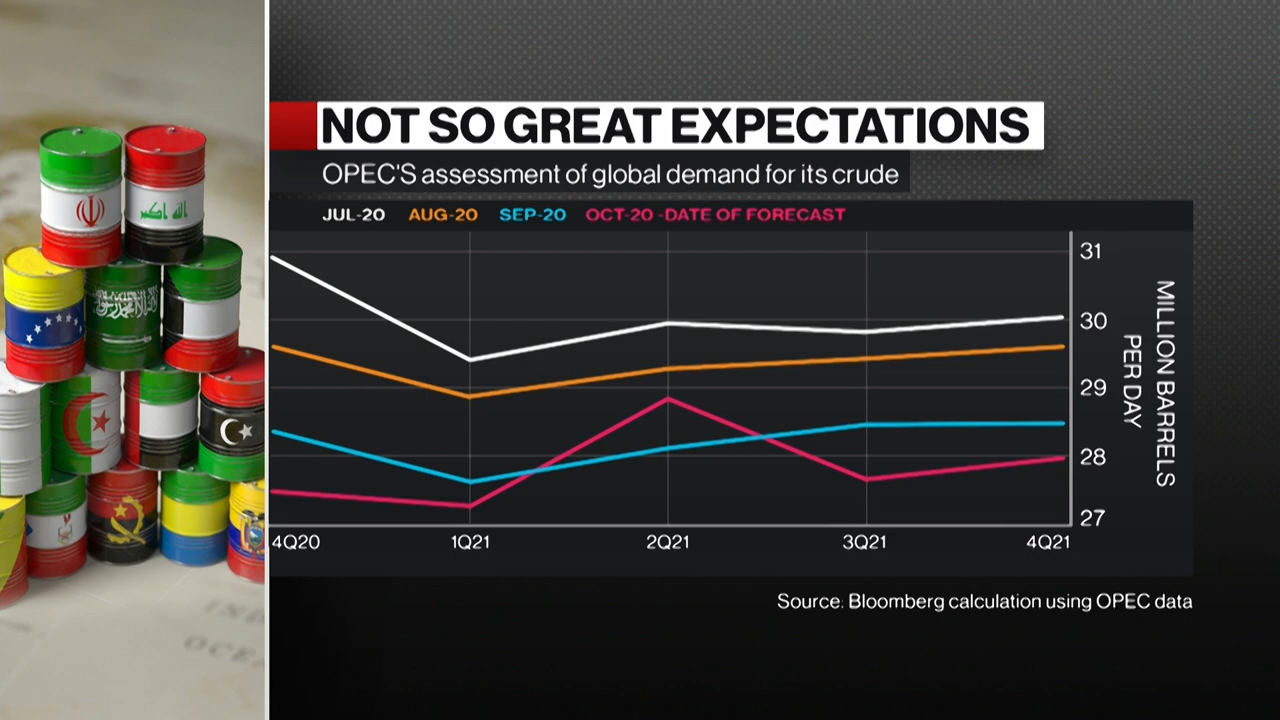 NOT SO GREAT EXPECTATIONS
OPEC'S assessment of global demand for its crude
JUL-20 AUG-20 SEP-20 OCT-20 -DATE OF FORECAST
31
30
29
28
27
MILLION BARRELS
PER DAY
4Q20 1Q21 2Q21 3Q21 4Q21
Source: Bloomberg calculation using OPEC data
الله اكبر